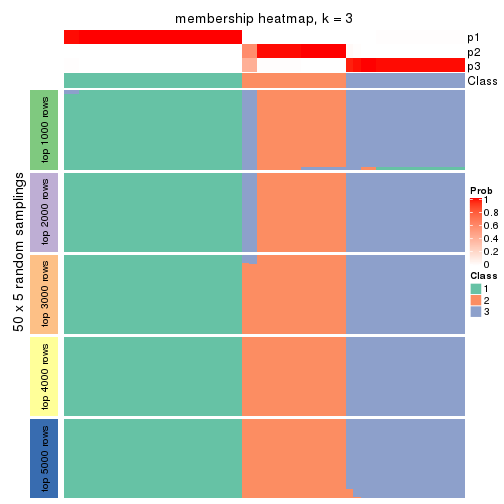 membership heatmap, k = 3
p1
p2
p3
Class
50 x 5 random samplings
top 1000 rows
top 2000 rows
top 3000 rows
top 4000 rows
top 5000 rows
Prob
1
0.8
0.6
0.4
0.2
0
Class
1
2
3